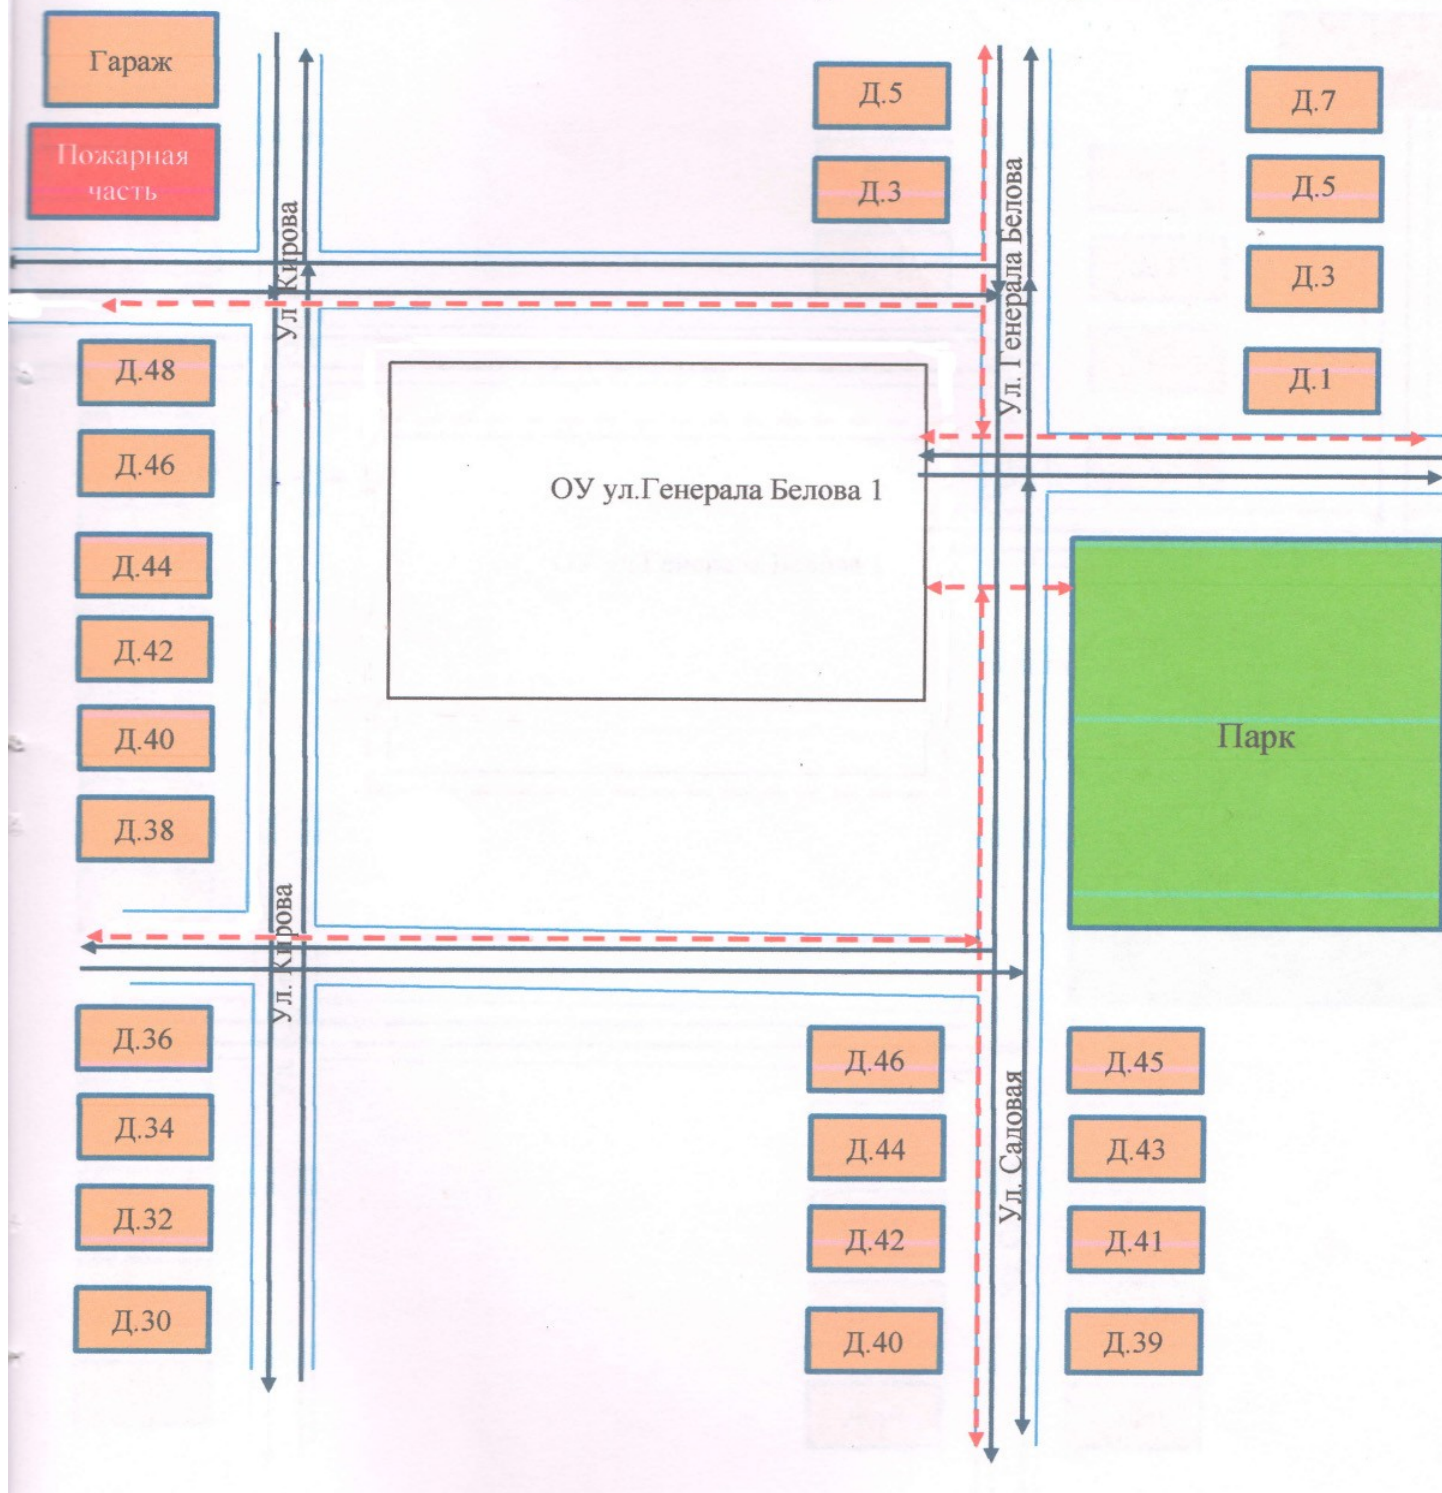 Гараж
Пожарная
часть
Д.5
Д.3
Д.7
Д.5
Д.3
Д.1
Ул Кирова
Ул. Генерала Белова
Д.48
Д.46
Д.44
Д.42
Д.40
Д.38
ОУ ул.Генерала Белова 1
Парк
Ул. Кирова
Д.36
Д.34
Д.32
Д.30
Д.46
Д.44
Д.42
Д.40
Ул. Садовая
Д.45
Д.43
Д.41
Д.39